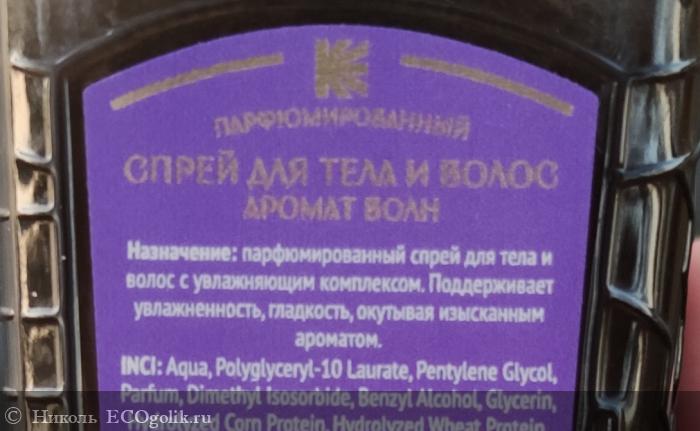 ПАРФЮМИРОВАННЫЙ
СПРЕЙ ДЛЯ ТЕЛА И ВОЛОС
АРОМАТ ВОЛН
Назначение: парфюмированный спрей для тела и
волос с увлажняющим комплексом. Поддерживает
увлажненность, гладкость, окутывая изысканным
ароматом.
INCI: Aqua, Polyglyceryl-10 Laurate, Pentylene Glycol,
Parfum, Dimethyl Isosorbide, Benzyl Alcohol, Glycerin,
Corn Protein, Hydrolyzed Wheat Protein,
© Николь ECOgolik.ru